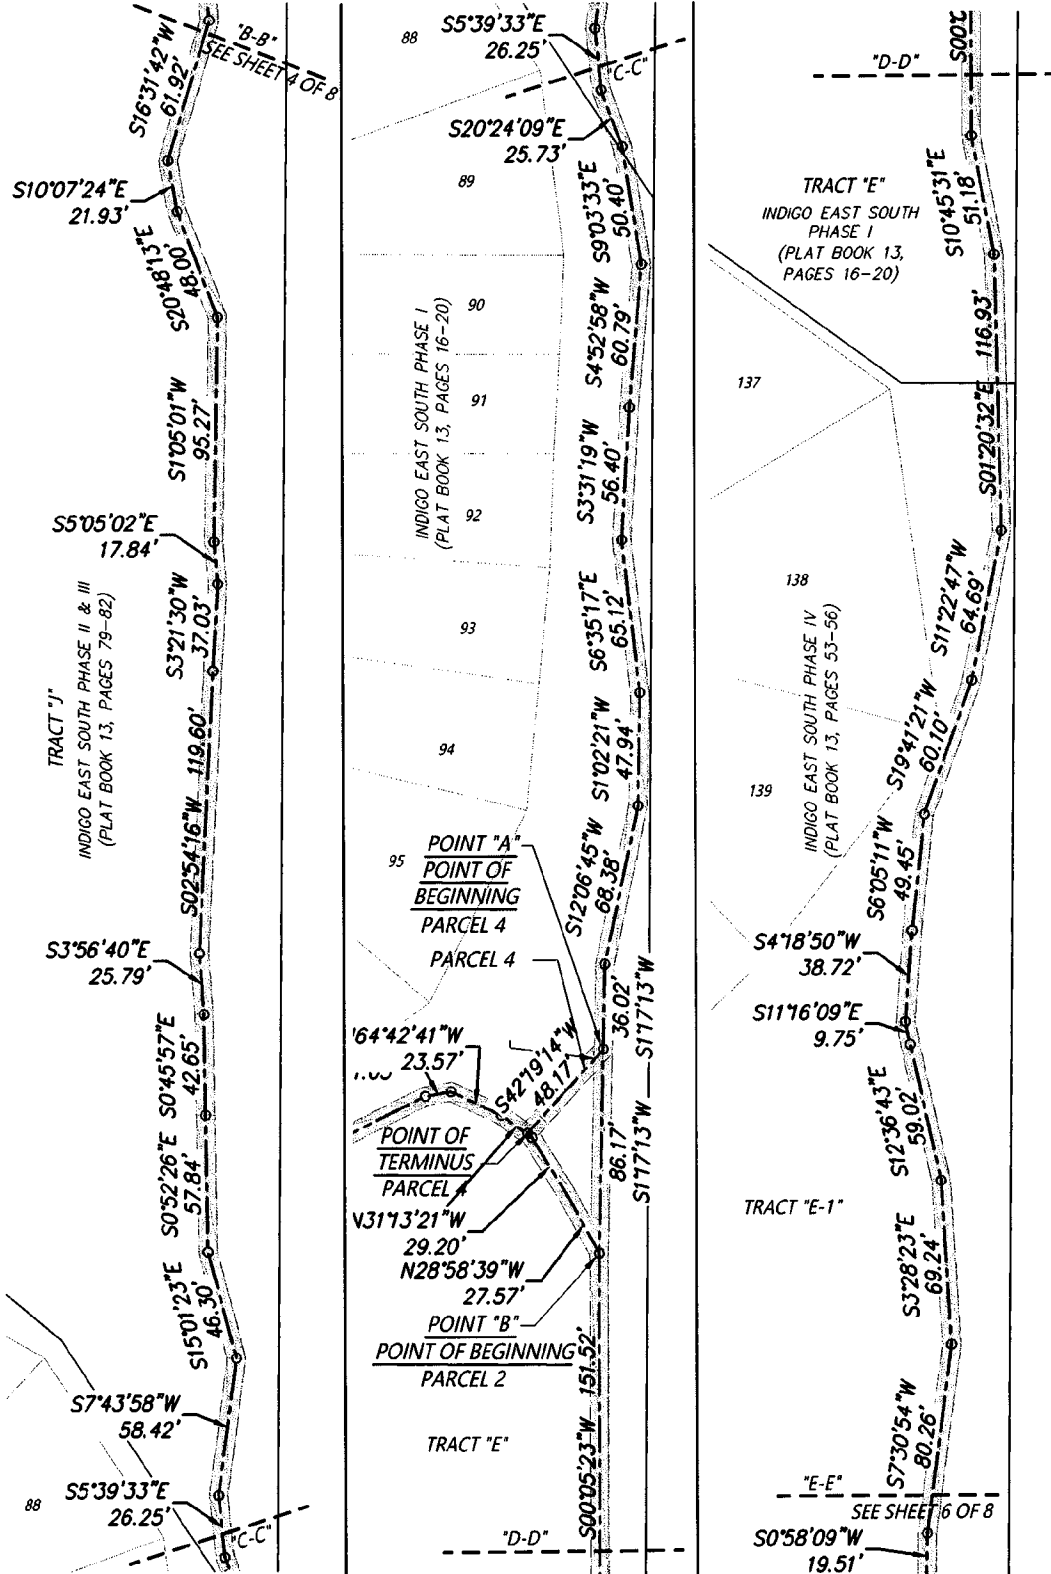 "B-B"
SEE SHEET 4 OF 8
S16°31'42"W
61.92'
S10°07'24"E
21.93'
S20°48'13"E
48.00'
S1°05'01"W
95.27'
S5°05'02"E
17.84'
S3°21'30"W
37.03'
TRACT "J"
INDIGO EAST SOUTH PHASE II & III
(PLAT BOOK 13, PAGES 79-82)
S02°54'16"W 119.60'
S3°56'40"E
25.79'
S0°45'57"E
42.65'
S0°52'26"E
57.84'
S15°01'23"E
46.30'
S7°43'58"W
58.42'
88
S5°39'33"E
26.25'
"C-C"
88
S5°39'33"E
26.25'
"C-C"
S20°24'09"E
25.73'
89
S9°03'33"E
50.40'
90
S4°52'58"W
60.79'
INDIGO EAST SOUTH PHASE I
(PLAT BOOK 13, PAGES 16-20)
91
S3°31'19"W
56.40'
92
93
S6°35'17"E
65.12'
94
S1°02'21"W
47.94'
95
POINT "A"
POINT OF
BEGINNING
PARCEL 4
S12°06'45"W
68.38'
PARCEL 4
36.02'
S1°17'13"W
64°42'41"W
23.57'
S42°19'14"W
48.17'
POINT OF
TERMINUS
PARCEL 4
86.17'
S1°17'13"W
N31°13'21"W
29.20'
N28°58'39"W
27.57'
POINT "B"
POINT OF BEGINNING
PARCEL 2
TRACT "E"
S00°05'23"W 151.52'
"D-D"
"D-D"
TRACT "E"
INDIGO EAST SOUTH
PHASE I
(PLAT BOOK 13,
PAGES 16-20)
S10°45'31"E
51.18'
137
S01°20'32"E 116.93'
138
S11°22'47"W
64.69'
INDIGO EAST SOUTH PHASE IV
(PLAT BOOK 13, PAGES 53-56)
139
S19°41'21"W
60.10'
S6°05'11"W
49.45'
S4°18'50"W
38.72'
S11°16'09"E
9.75'
S12°36'43"E
59.02'
TRACT "E-1"
S3°28'23"E
69.24'
S7°30'54"W
80.26'
"E-E"
SEE SHEET 6 OF 8
S0°58'09"W
19.51'